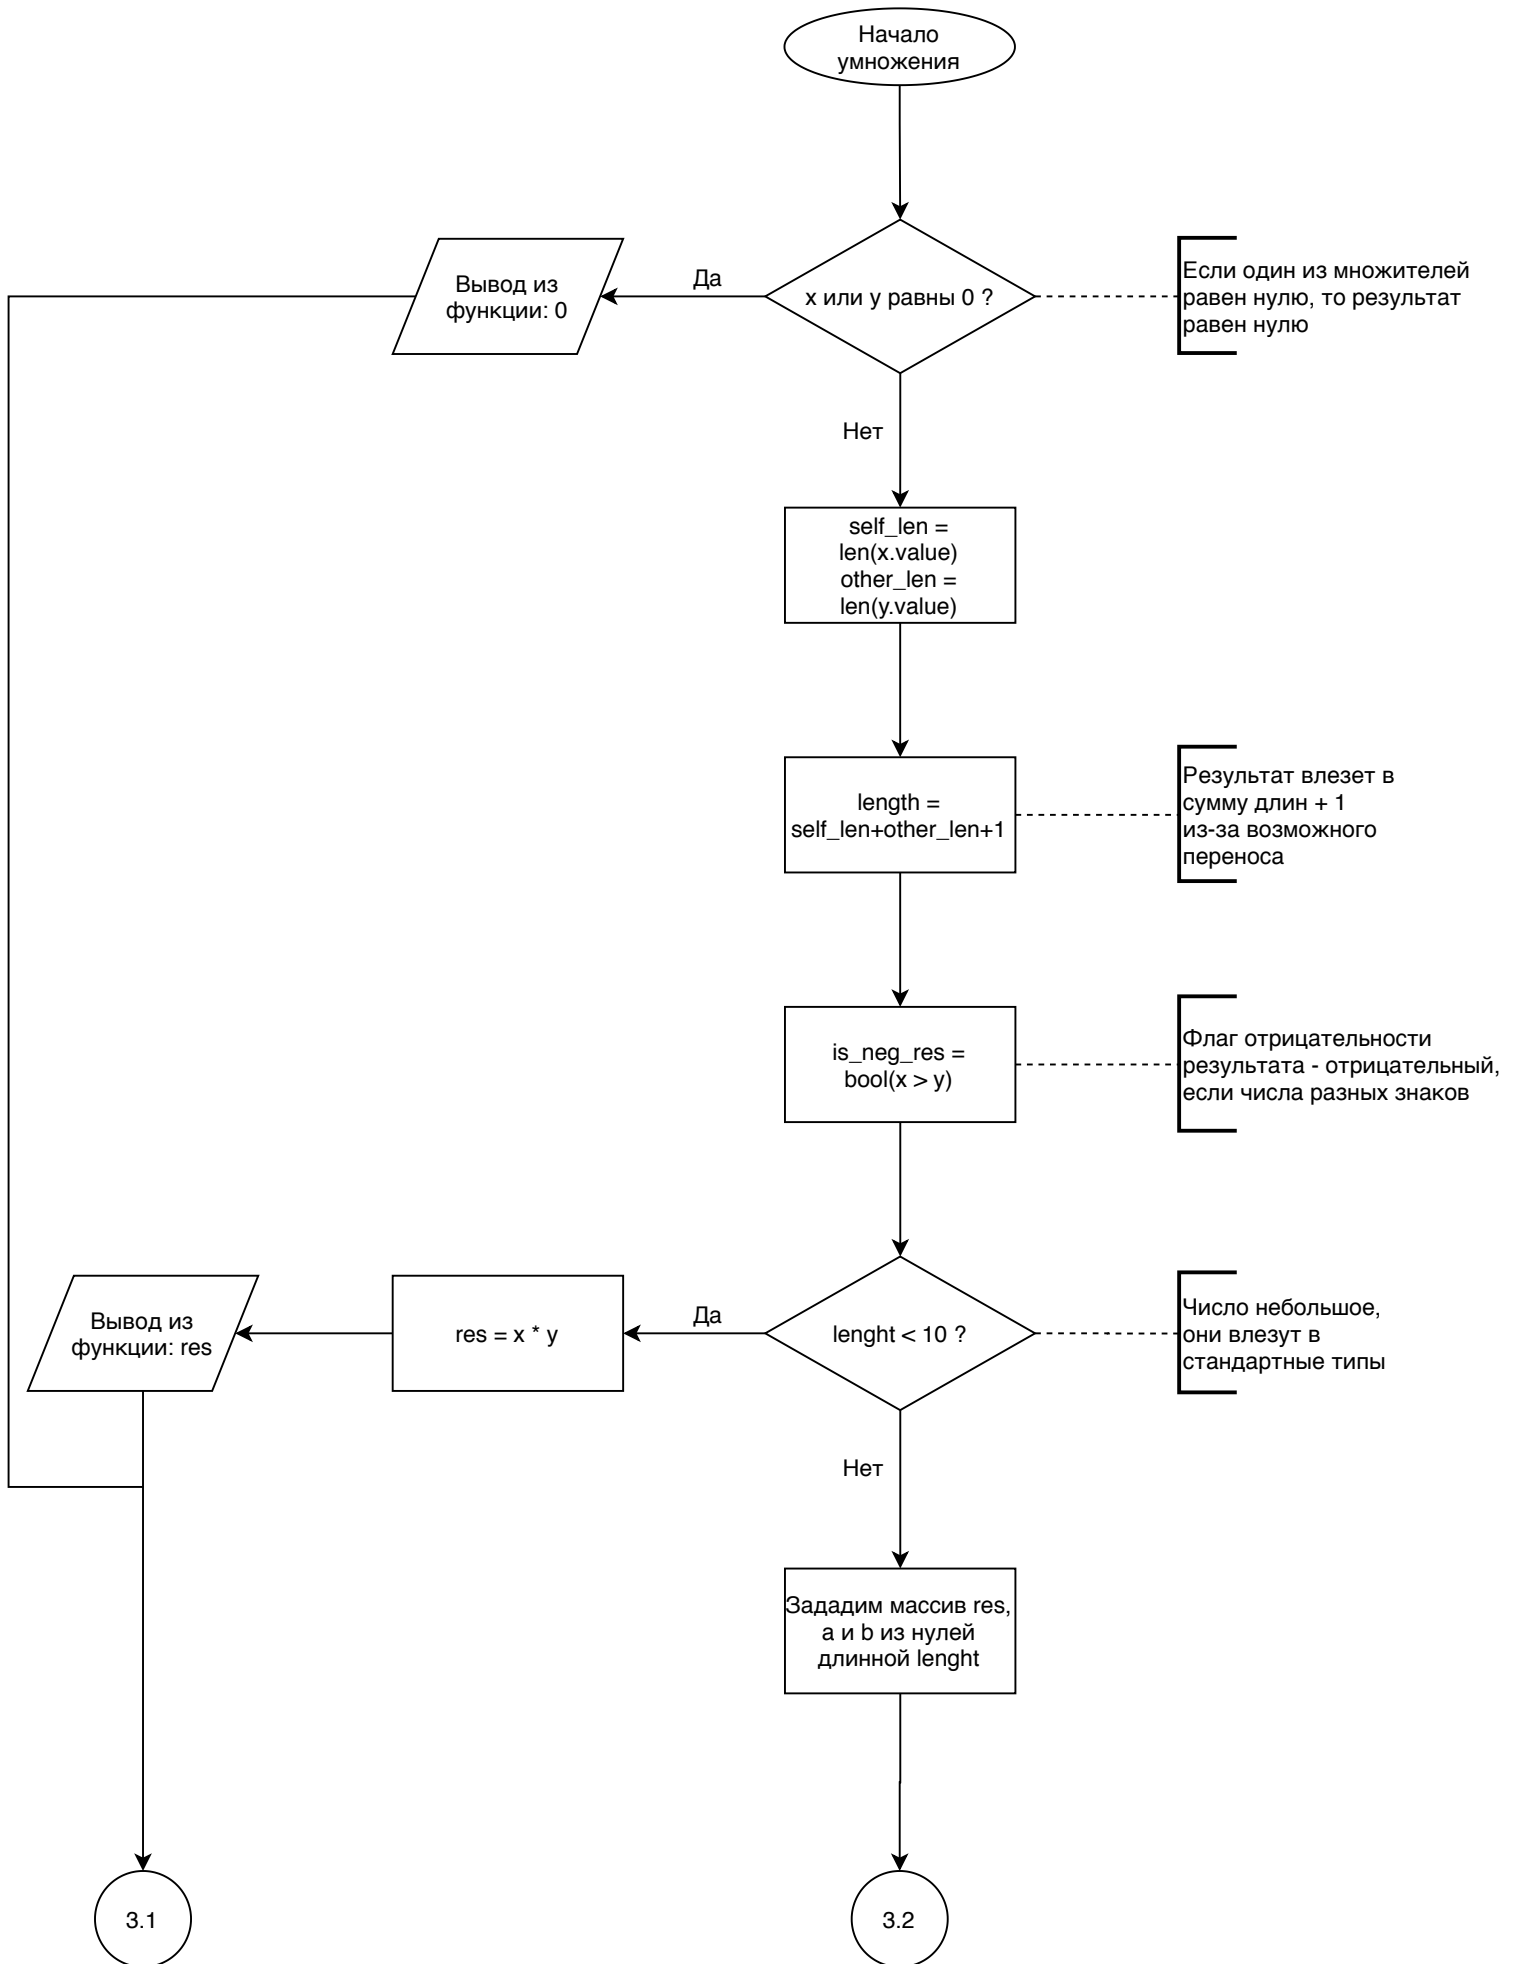 Начало
умножения
Да
Вывод из
функции: 0
x или y равны 0 ?
Если один из множителей
равен нулю, то результат
равен нулю
Нет
self_len =
len(x.value)
other_len =
len(y.value)
length =
self_len+other_len+1
Результат влезет в
сумму длин + 1
из-за возможного
переноса
is_neg_res =
bool(x > y)
Флаг отрицательности
результата - отрицательный,
если числа разных знаков
Вывод из
функции: res
res = x * y
Да
lenght < 10 ?
Число небольшое,
они влезут в
стандартные типы
Нет
Зададим массив res,
a и b из нулей
длинной lenght
3.1
3.2